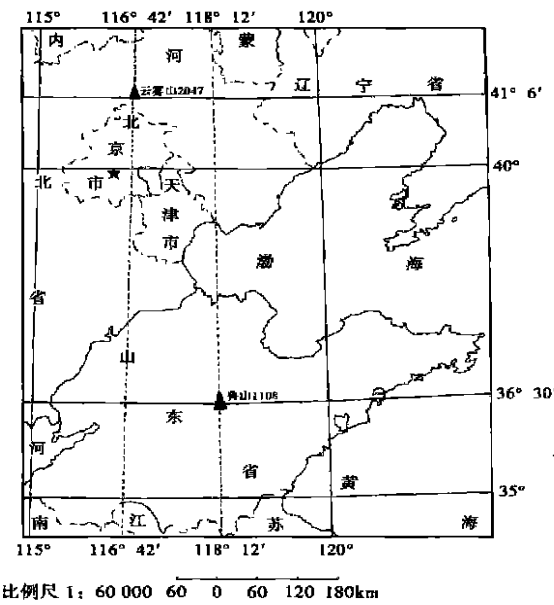 115° 116° 42′ 118° 12′ 120°
内 河 蒙
云雾山2047 辽 宁 省 41° 6′
北
京 40°
北 市 天
津
市 渤 海
省
山
山1108 36° 30′
东
河 省 黄
35°
南 江 苏 海
115° 116° 42′ 118° 12′ 120°
比例尺 1: 60 000 60 0 60 120 180km